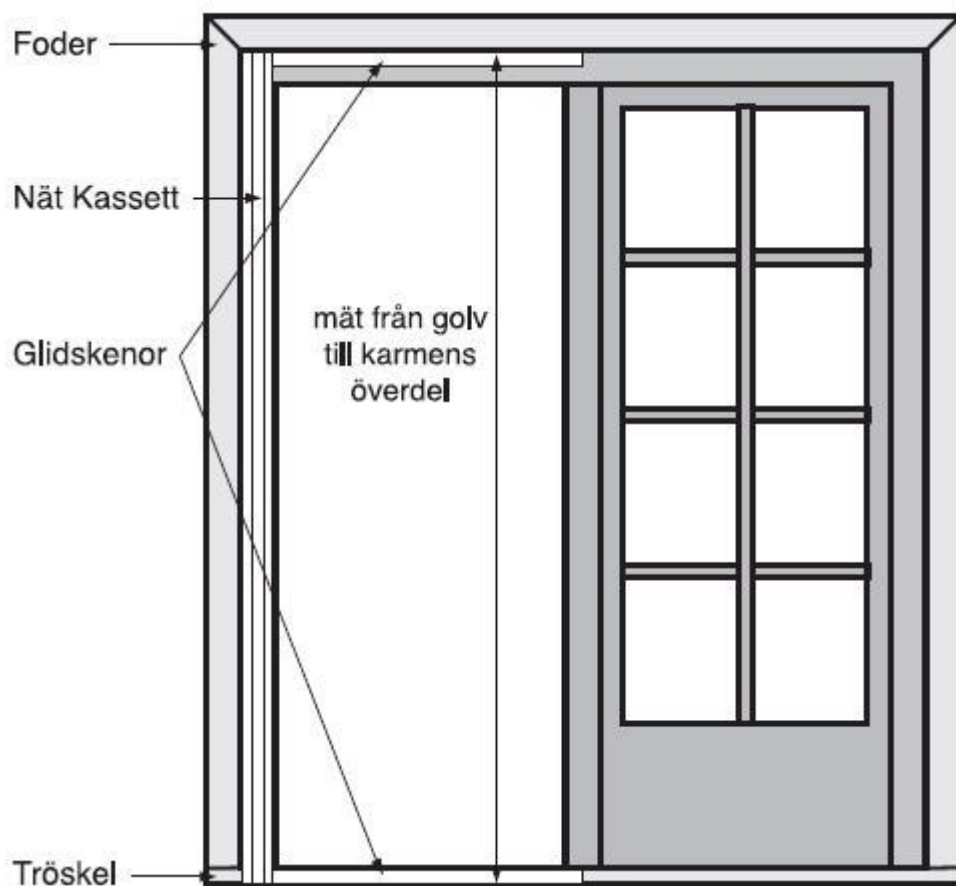 Foder
Nät Kassett
Glidskenor
mät från golv
till karmens
överdel
Tröskel